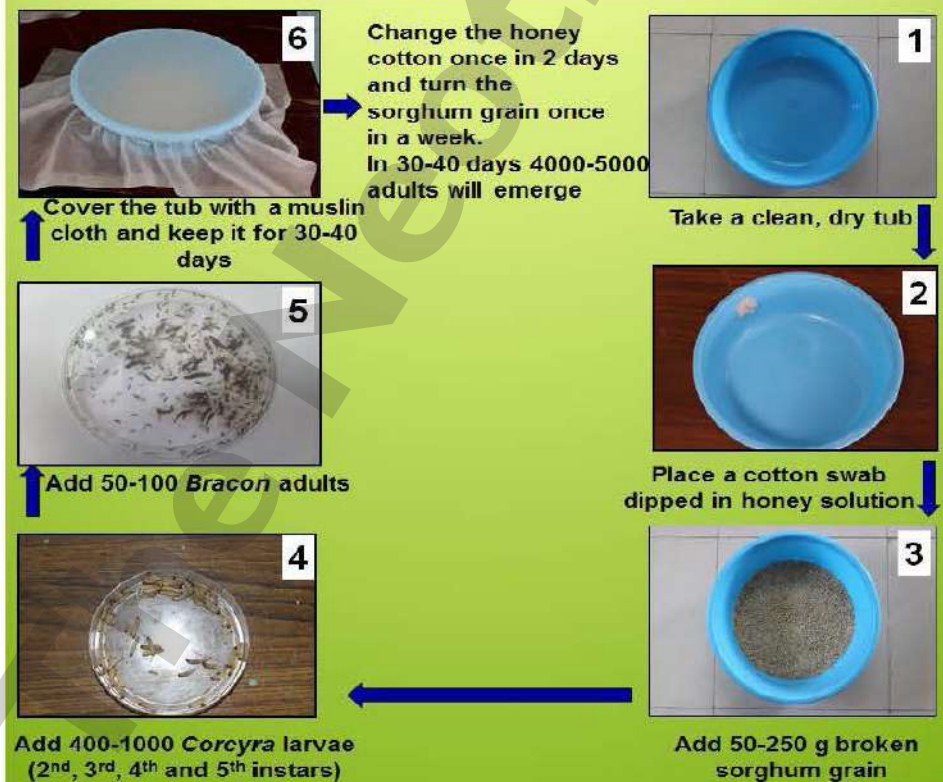 1
Take a clean, dry tub
2
Place a cotton swab
dipped in honey solution
3
Add 50-250 g broken
sorghum grain
4
Add 400-1000 Corcyra larvae
(2nd, 3rd, 4th and 5th instars)
5
Add 50-100 Bracon adults
6
Cover the tub with a muslin
cloth and keep it for 30-40
days
Change the honey
cotton once in 2 days
and turn the
sorghum grain once
in a week.
In 30-40 days 4000-5000
adults will emerge